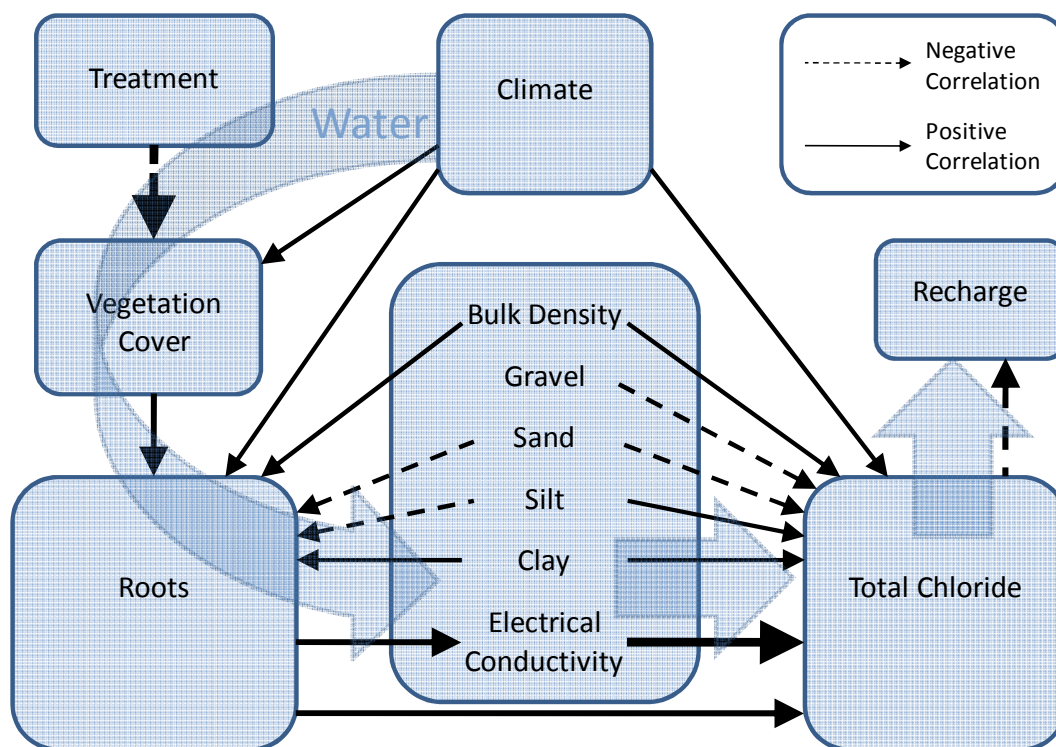 Treatment
Climate
Negative
Correlation
Positive
Correlation
Water
Vegetation
Cover
Recharge
Bulk Density
Gravel
Sand
Silt
Clay
Electrical
Conductivity
Roots
Total Chloride